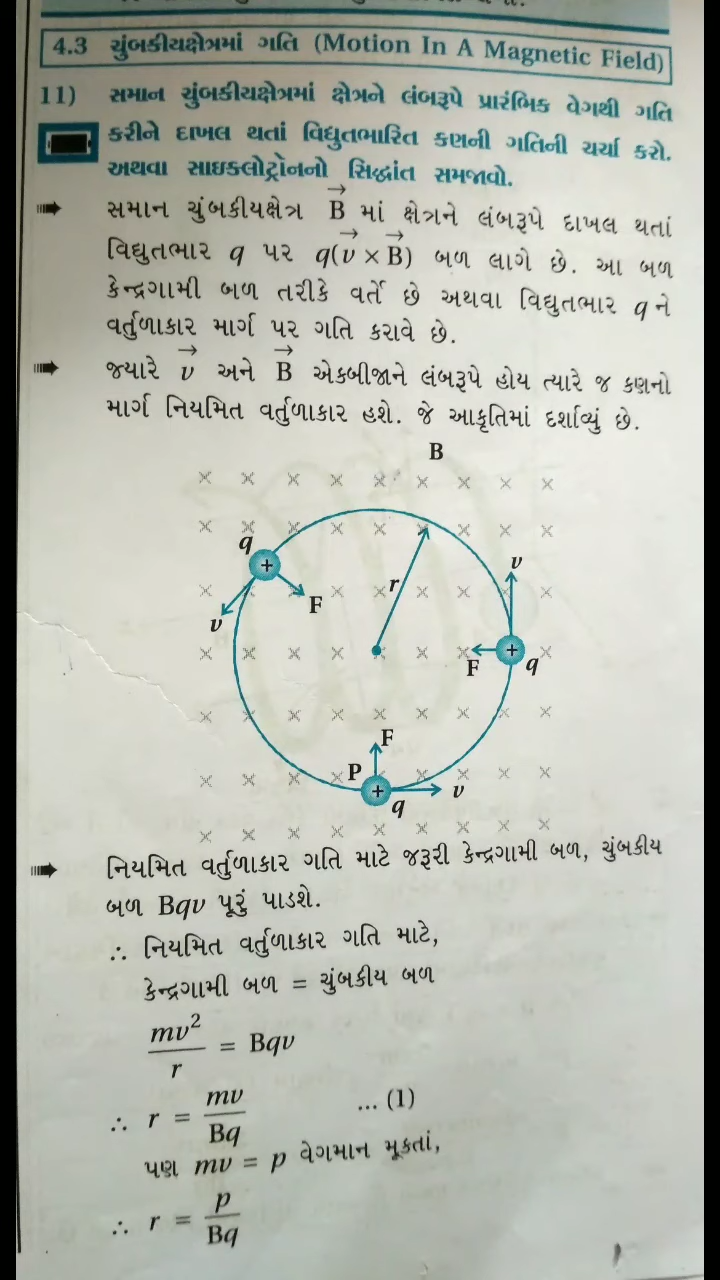 4.3 ચુંબકીયક્ષેત્રમાં ગતિ (Motion In A Magnetic Field)
11) સમાન ચુંબકીયક્ષેત્રમાં ક્ષેત્રને લંબરૂપે પ્રારંભિક વેગથી ગતિ
કરીને દાખલ થતાં વિદ્યુતભારિત કણની ગતિની ચર્ચા કરો.
અથવા સાઇક્લોટ્રૉનનો સિદ્ધાંત સમજાવો.
સમાન ચુંબકીયક્ષેત્ર B⃗ માં ક્ષેત્રને લંબરૂપે દાખલ થતાં
વિદ્યુતભાર q પર q(v⃗ × B⃗) બળ લાગે છે. આ બળ
કેન્દ્રગામી બળ તરીકે વર્તે છે અથવા વિદ્યુતભાર q ને
વર્તુળાકાર માર્ગ પર ગતિ કરાવે છે.
જ્યારે v⃗ અને B⃗ એકબીજાને લંબરૂપે હોય ત્યારે જ કણનો
માર્ગ નિયમિત વર્તુળાકાર હશે. જે આકૃતિમાં દર્શાવ્યું છે.
B
q
+
F
v
r
v
F
+
q
F
P
+
v
q
નિયમિત વર્તુળાકાર ગતિ માટે જરૂરી કેન્દ્રગામી બળ, ચુંબકીય
બળ Bqv પૂરું પાડશે.
∴ નિયમિત વર્તુળાકાર ગતિ માટે,
કેન્દ્રગામી બળ = ચુંબકીય બળ
mv²/r = Bqv
∴ r = mv/Bq ... (1)
પણ mv = p વેગમાન મૂકતાં,
∴ r = p/Bq